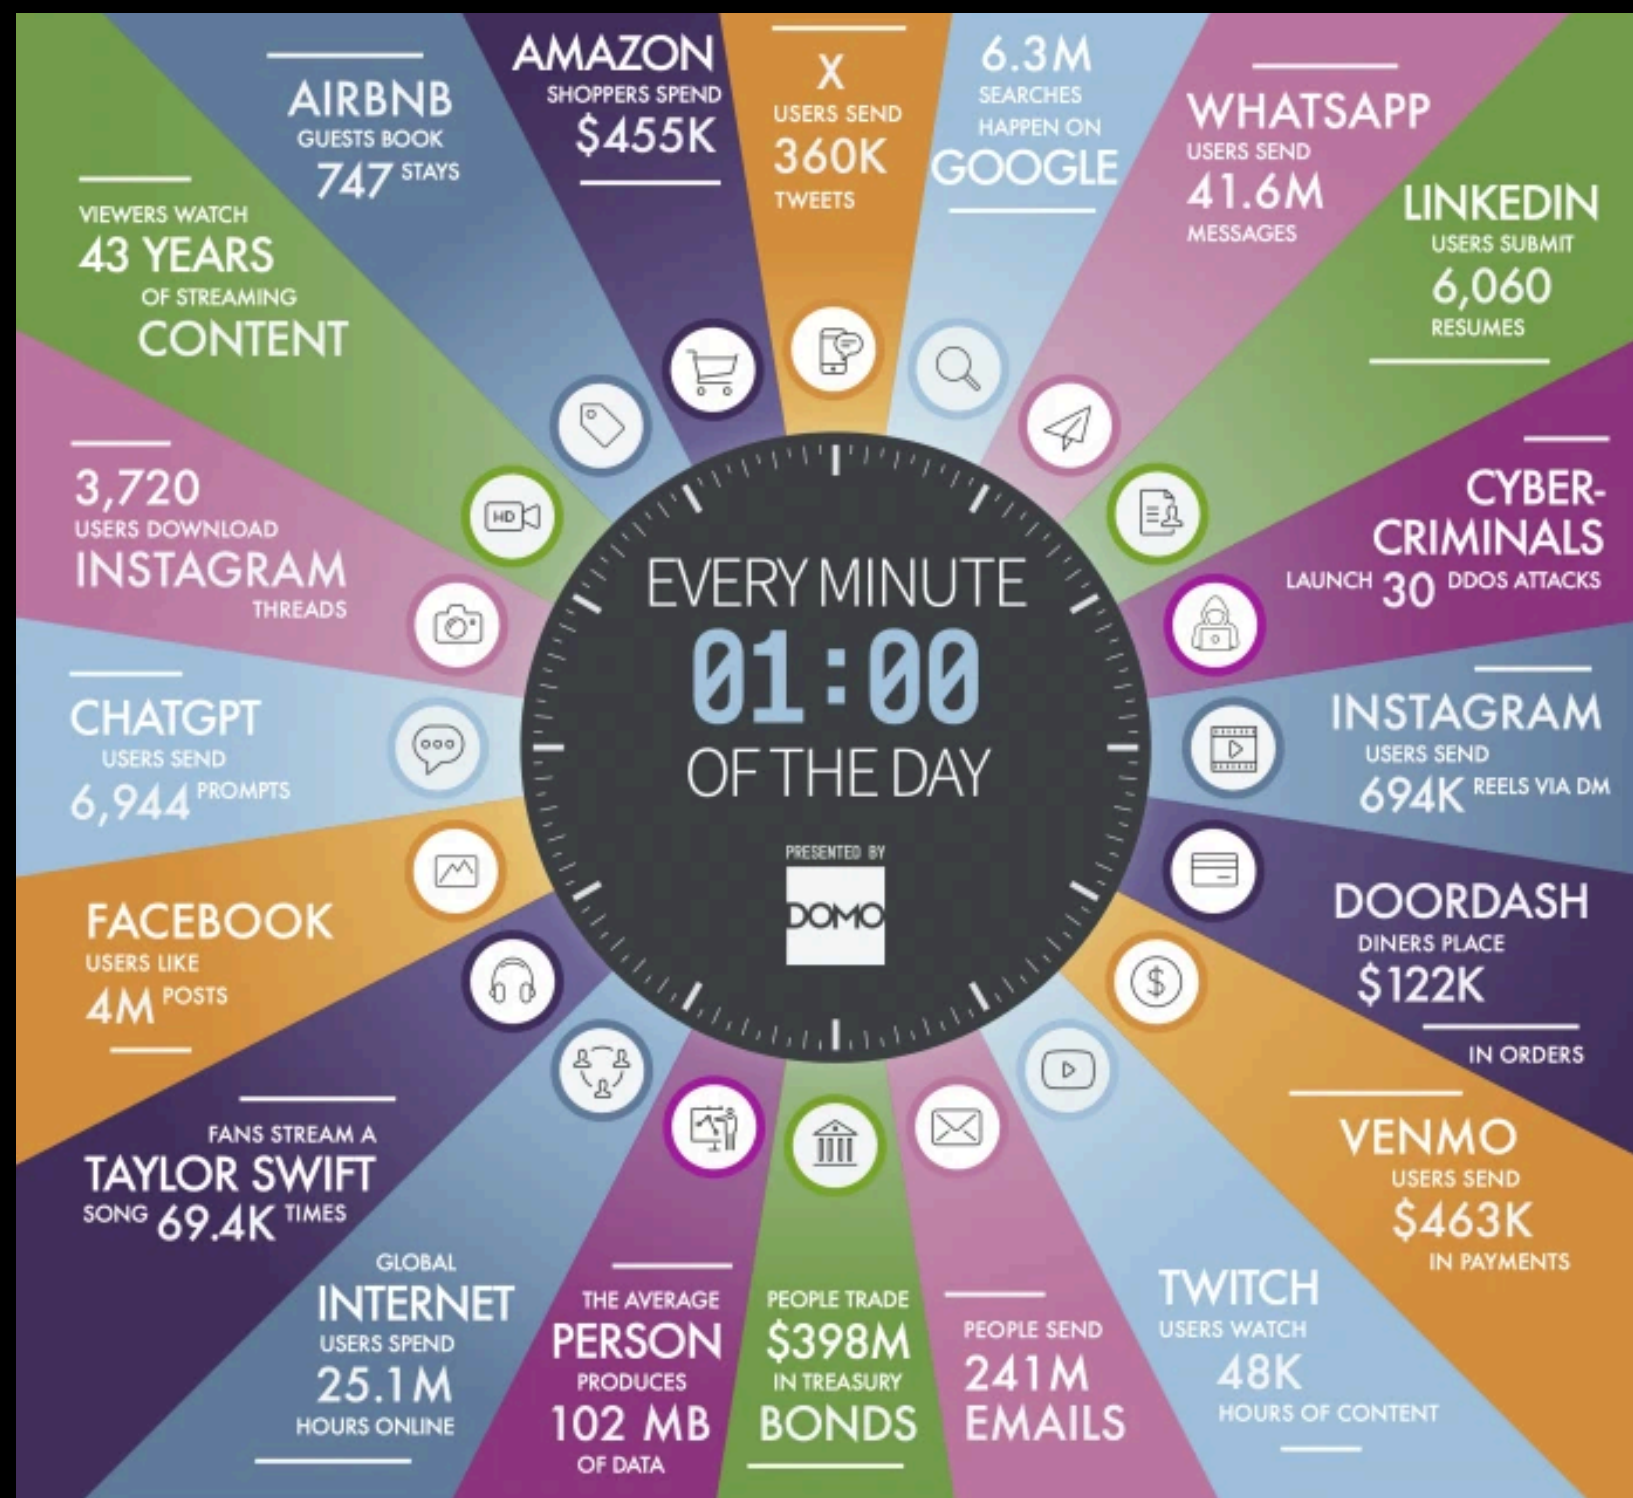 AMAZON
SHOPPERS SPEND
$455K
X
USERS SEND
360K
TWEETS
6.3M
SEARCHES
HAPPEN ON
GOOGLE
WHATSAPP
USERS SEND
41.6M
MESSAGES
LINKEDIN
USERS SUBMIT
6,060
RESUMES
CYBER-
CRIMINALS
LAUNCH 30 DDOS ATTACKS
INSTAGRAM
USERS SEND
694K REELS VIA DM
DOORDASH
DINERS PLACE
$122K
IN ORDERS
VENMO
USERS SEND
$463K
IN PAYMENTS
TWITCH
USERS WATCH
48K
HOURS OF CONTENT
PEOPLE SEND
241M
EMAILS
PEOPLE TRADE
$398M
IN TREASURY
BONDS
THE AVERAGE
PERSON
PRODUCES
102 MB
OF DATA
GLOBAL
INTERNET
USERS SPEND
25.1M
HOURS ONLINE
FANS STREAM A
TAYLOR SWIFT
SONG 69.4K TIMES
FACEBOOK
USERS LIKE
4M POSTS
CHATGPT
USERS SEND
6,944 PROMPTS
3,720
USERS DOWNLOAD
INSTAGRAM
THREADS
VIEWERS WATCH
43 YEARS
OF STREAMING
CONTENT
AIRBNB
GUESTS BOOK
747 STAYS
HD
EVERY MINUTE
01:00
OF THE DAY
PRESENTED BY
DOMO